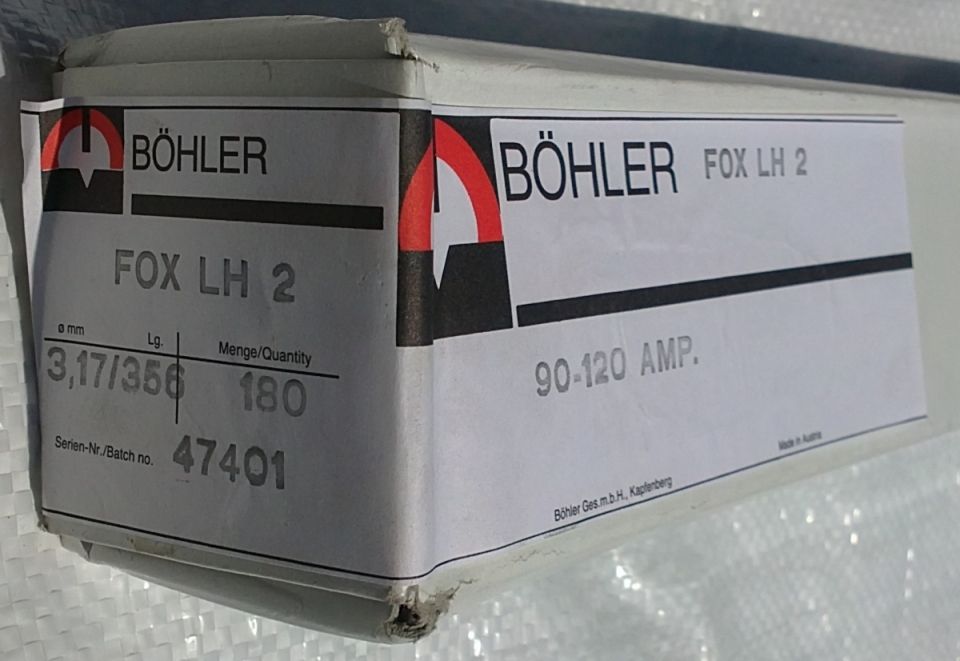 BÖHLER
FOX LH 2
ø mm Lg. Menge/Quantity
3,17/356 180
Serien-Nr./Batch no. 47401
BÖHLER FOX LH 2
90-120 AMP.
Böhler Ges.m.b.H., Kapfenberg Made in Austria